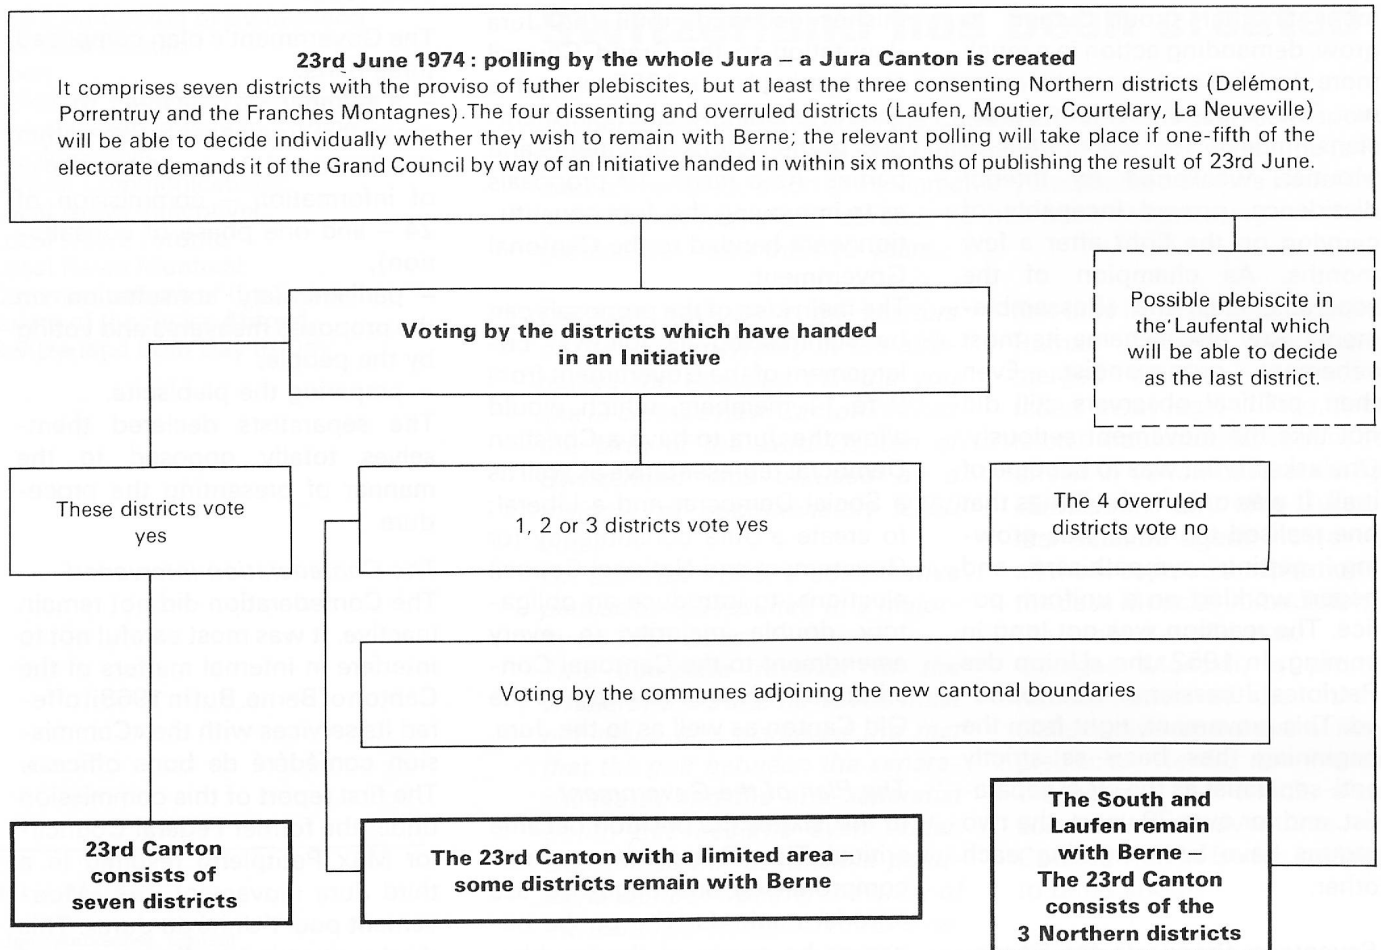 23rd June 1974 : polling by the whole Jura – a Jura Canton is created
It comprises seven districts with the proviso of futher plebiscites, but at least the three consenting Northern districts (Delémont,
Porrentruy and the Franches Montagnes). The four dissenting and overruled districts (Laufen, Moutier, Courtelary, La Neuveville)
will be able to decide individually whether they wish to remain with Berne; the relevant polling will take place if one-fifth of the
electorate demands it of the Grand Council by way of an Initiative handed in within six months of publishing the result of 23rd June.
Voting by the districts which have handed
in an Initiative
Possible plebiscite in
the Laufental which
will be able to decide
as the last district.
These districts vote
yes
1, 2 or 3 districts vote yes
The 4 overruled
districts vote no
Voting by the communes adjoining the new cantonal boundaries
23rd Canton
consists of
seven districts
The 23rd Canton with a limited area –
some districts remain with Berne
The South and
Laufen remain
with Berne –
The 23rd Canton
consists of the
3 Northern districts